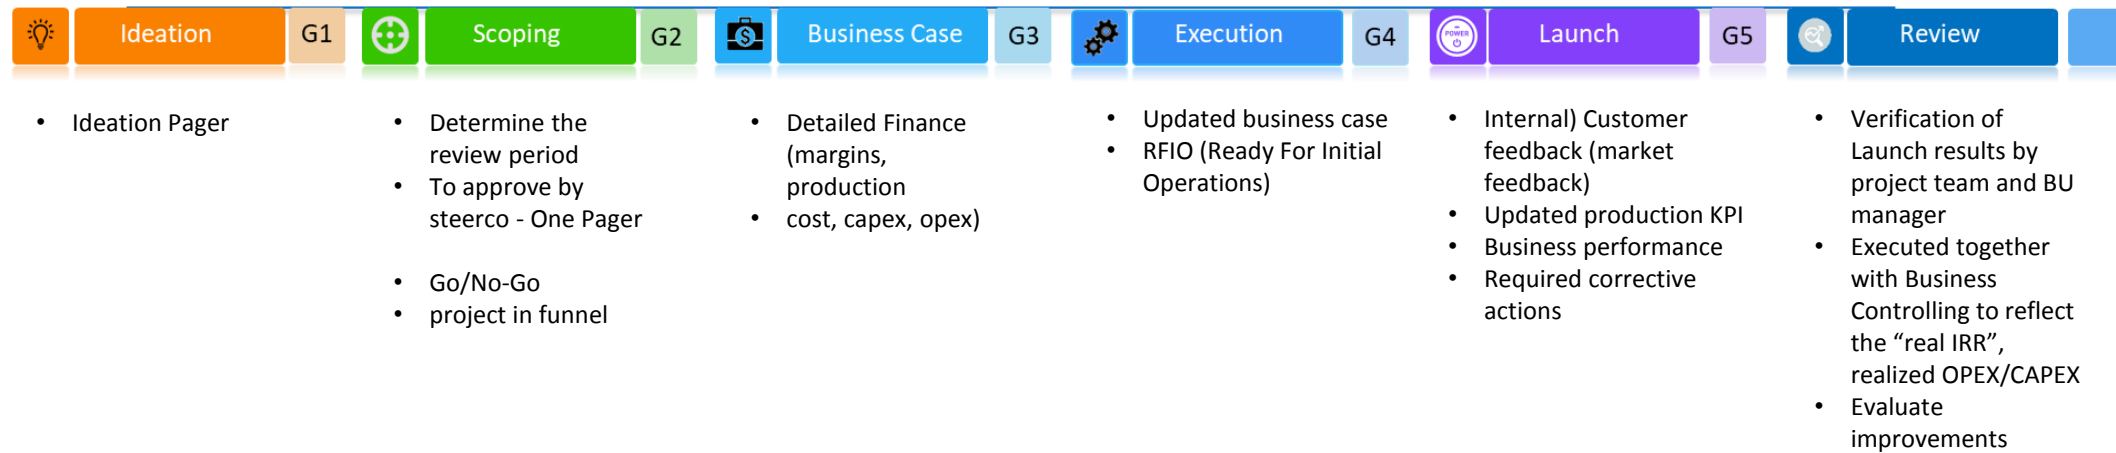 Ideation
G1
Scoping
G2
Business Case
G3
Execution
G4
POWER
Launch
G5
Review
• Ideation Pager
• Determine the
review period
• To approve by
steerco - One Pager
• Go/No-Go
• project in funnel
• Detailed Finance
(margins,
production
• cost, capex, opex)
• Updated business case
• RFIO (Ready For Initial
Operations)
• Internal) Customer
feedback (market
feedback)
• Updated production KPI
• Business performance
• Required corrective
actions
• Verification of
Launch results by
project team and BU
manager
• Executed together
with Business
Controlling to reflect
the “real IRR”,
realized OPEX/CAPEX
• Evaluate
improvements